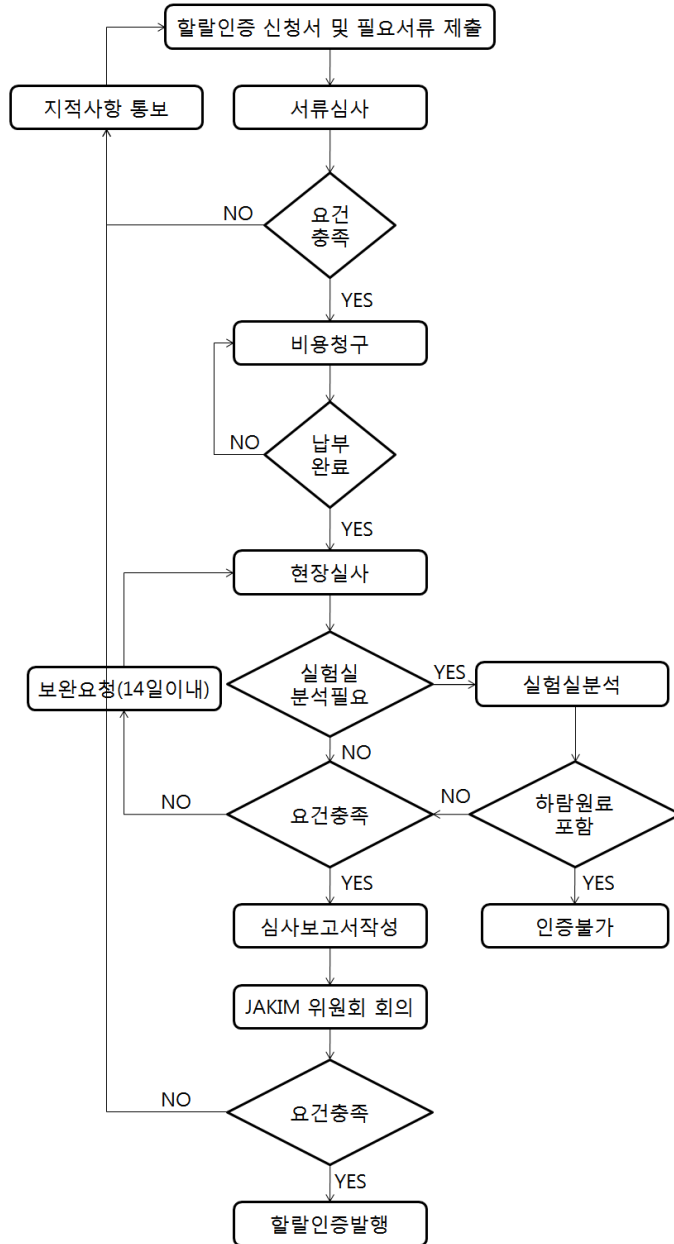 할랄인증 신청서 및 필요서류 제출
지적사항 통보
서류심사
NO
요건
충족
YES
비용청구
NO
납부
완료
YES
현장실사
보완요청(14일이내)
실험실
분석필요
YES
실험실분석
NO
NO
요건충족
NO
하람원료
포함
YES
YES
심사보고서작성
인증불가
JAKIM 위원회 회의
NO
요건충족
YES
할랄인증발행